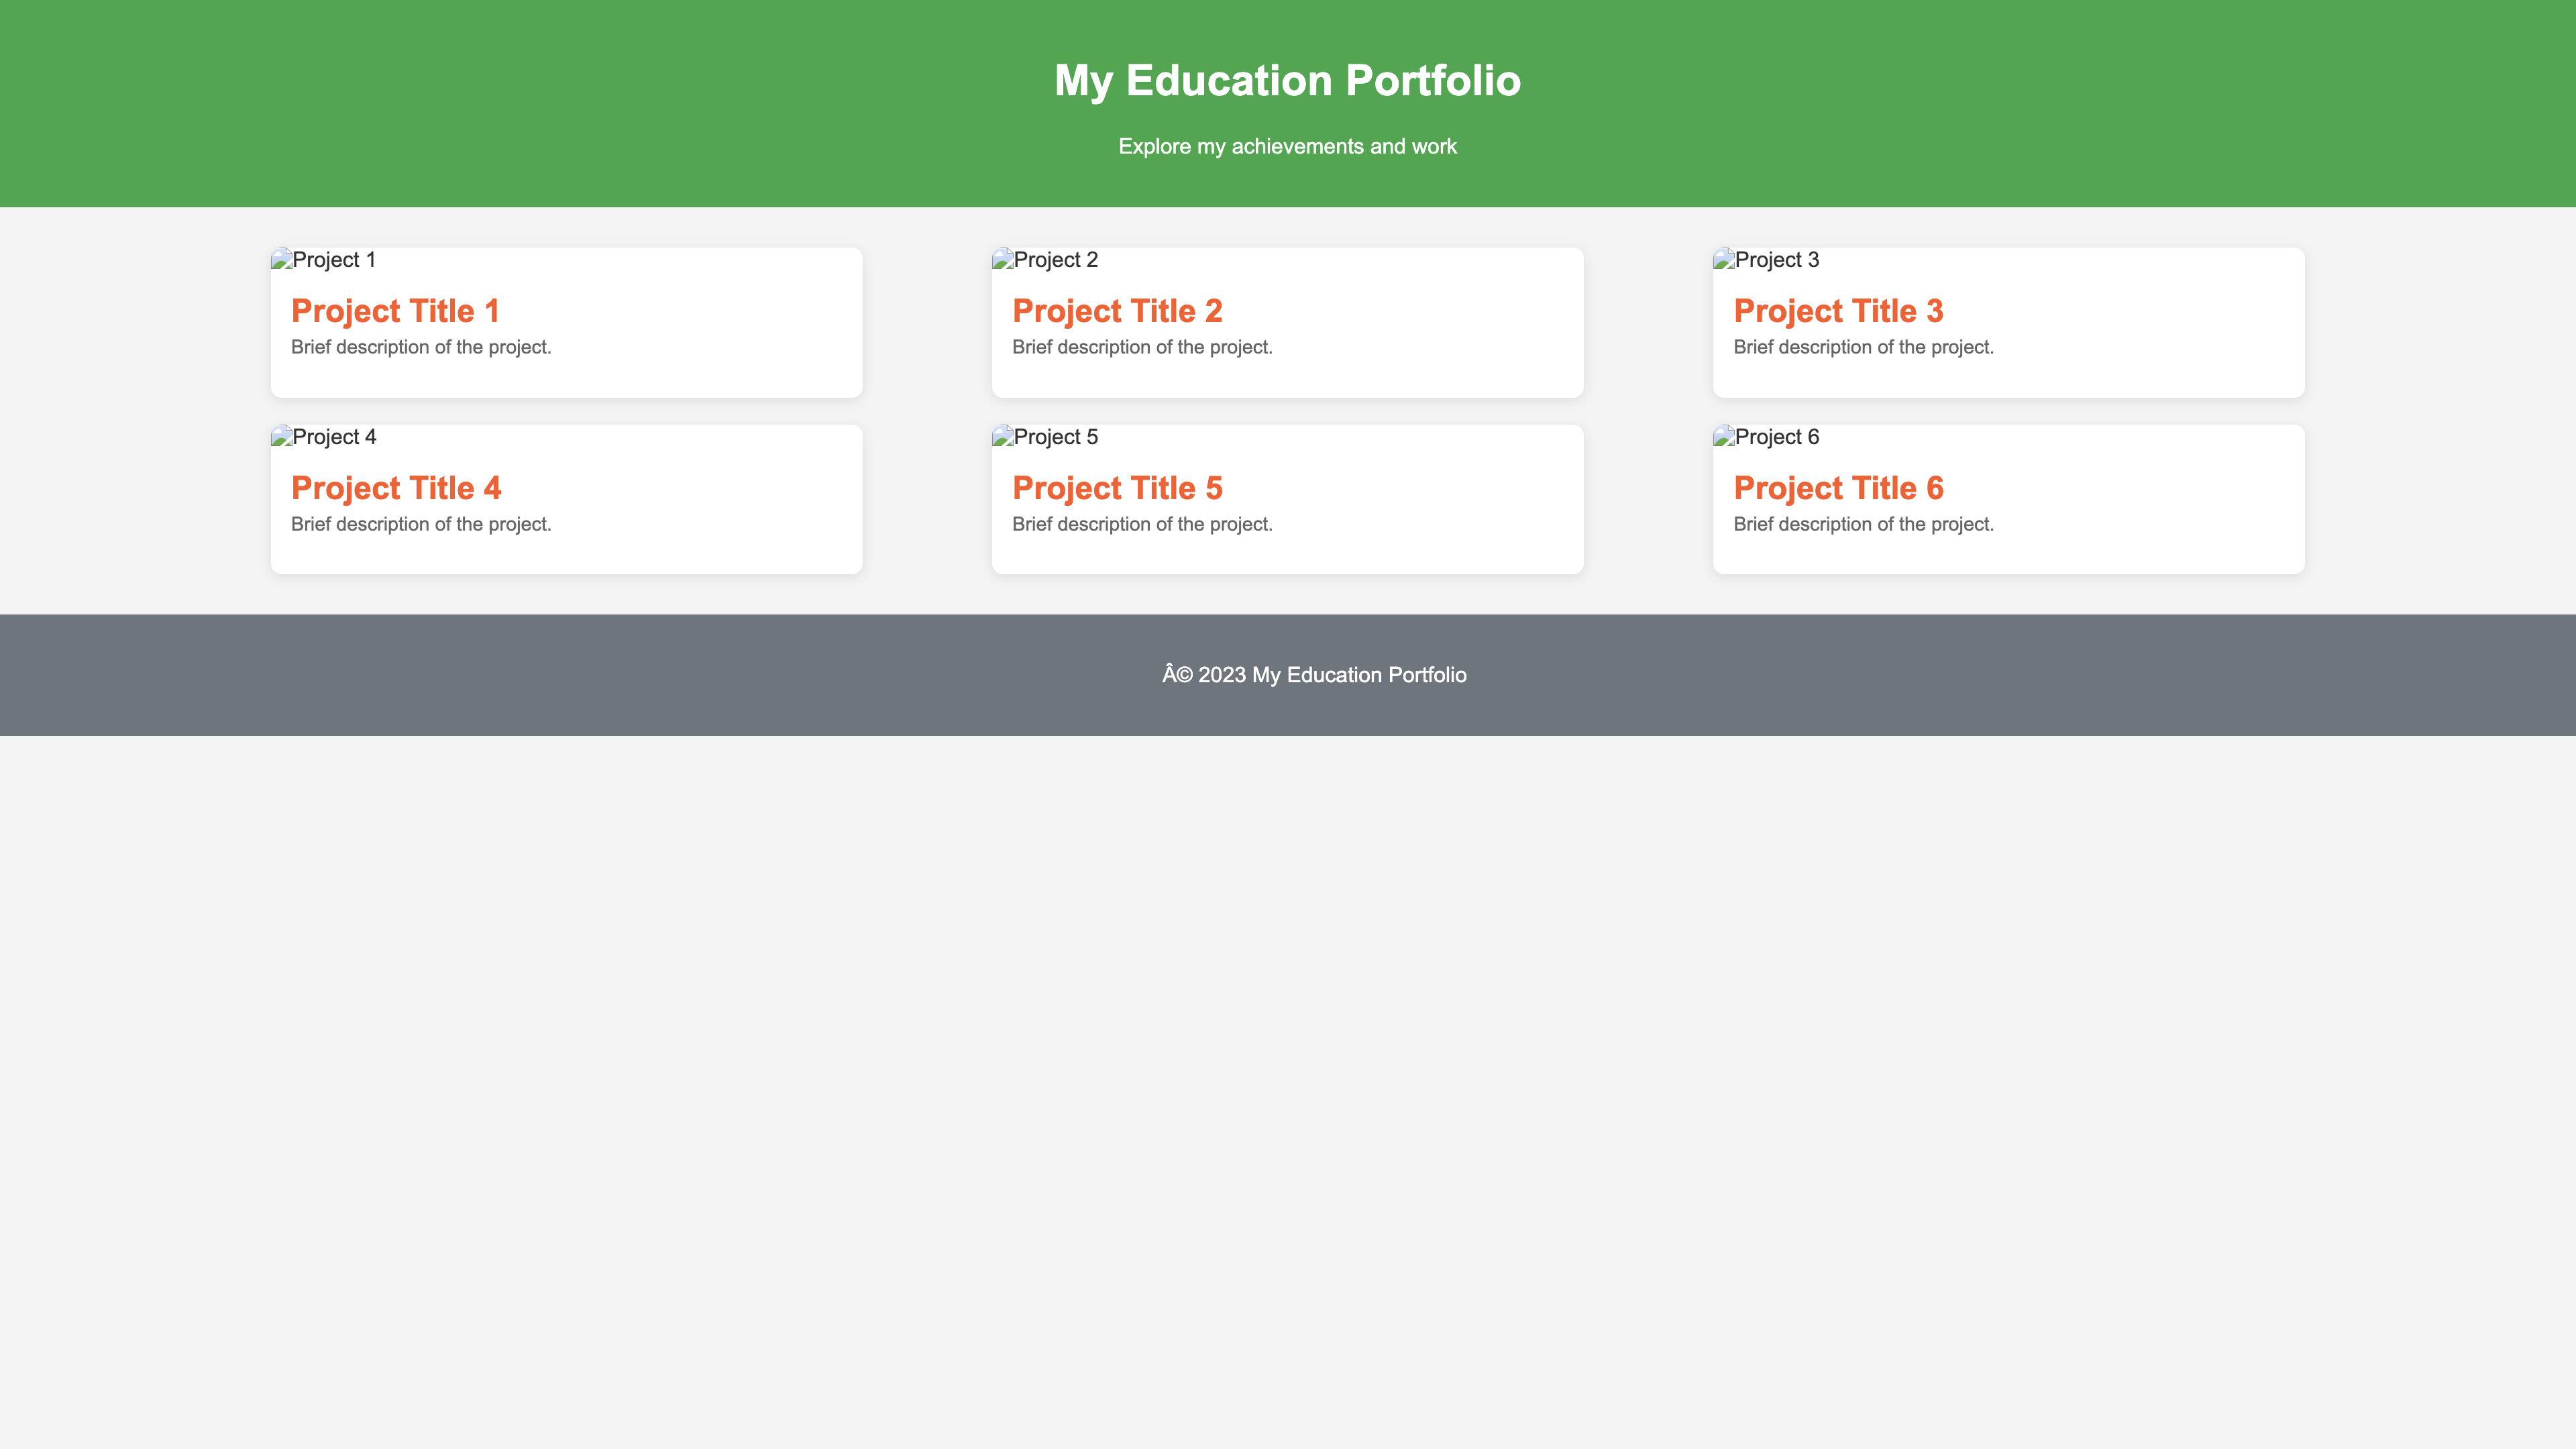 My Education Portfolio
Explore my achievements and work
Project 1
Project 2
Project 3
Project Title 1
Project Title 2
Project Title 3
Brief description of the project.
Brief description of the project.
Brief description of the project.
Project 4
Project 5
Project 6
Project Title 4
Project Title 5
Project Title 6
Brief description of the project.
Brief description of the project.
Brief description of the project.
Â© 2023 My Education Portfolio